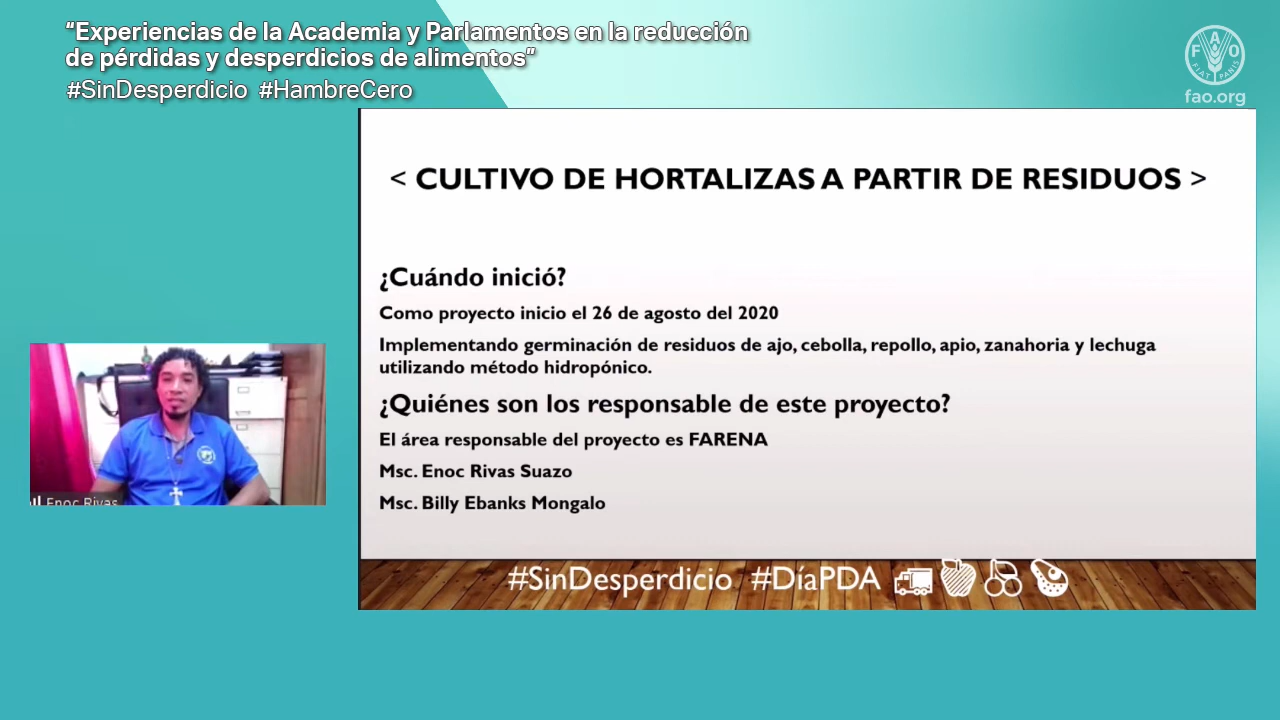 “Experiencias de la Academia y Parlamentos en la reducción
de pérdidas y desperdicios de alimentos”
#SinDesperdicio #HambreCero
FAO
FIAT PANIS
fao.org
< CULTIVO DE HORTALIZAS A PARTIR DE RESIDUOS >
¿Cuándo inició?
Como proyecto inicio el 26 de agosto del 2020
Implementando germinación de residuos de ajo, cebolla, repollo, apio, zanahoria y lechuga
utilizando método hidropónico.
¿Quiénes son los responsable de este proyecto?
El área responsable del proyecto es FARENA
Msc. Enoc Rivas Suazo
Msc. Billy Ebanks Mongalo
Enoc Rivas
#SinDesperdicio #DíaPDA